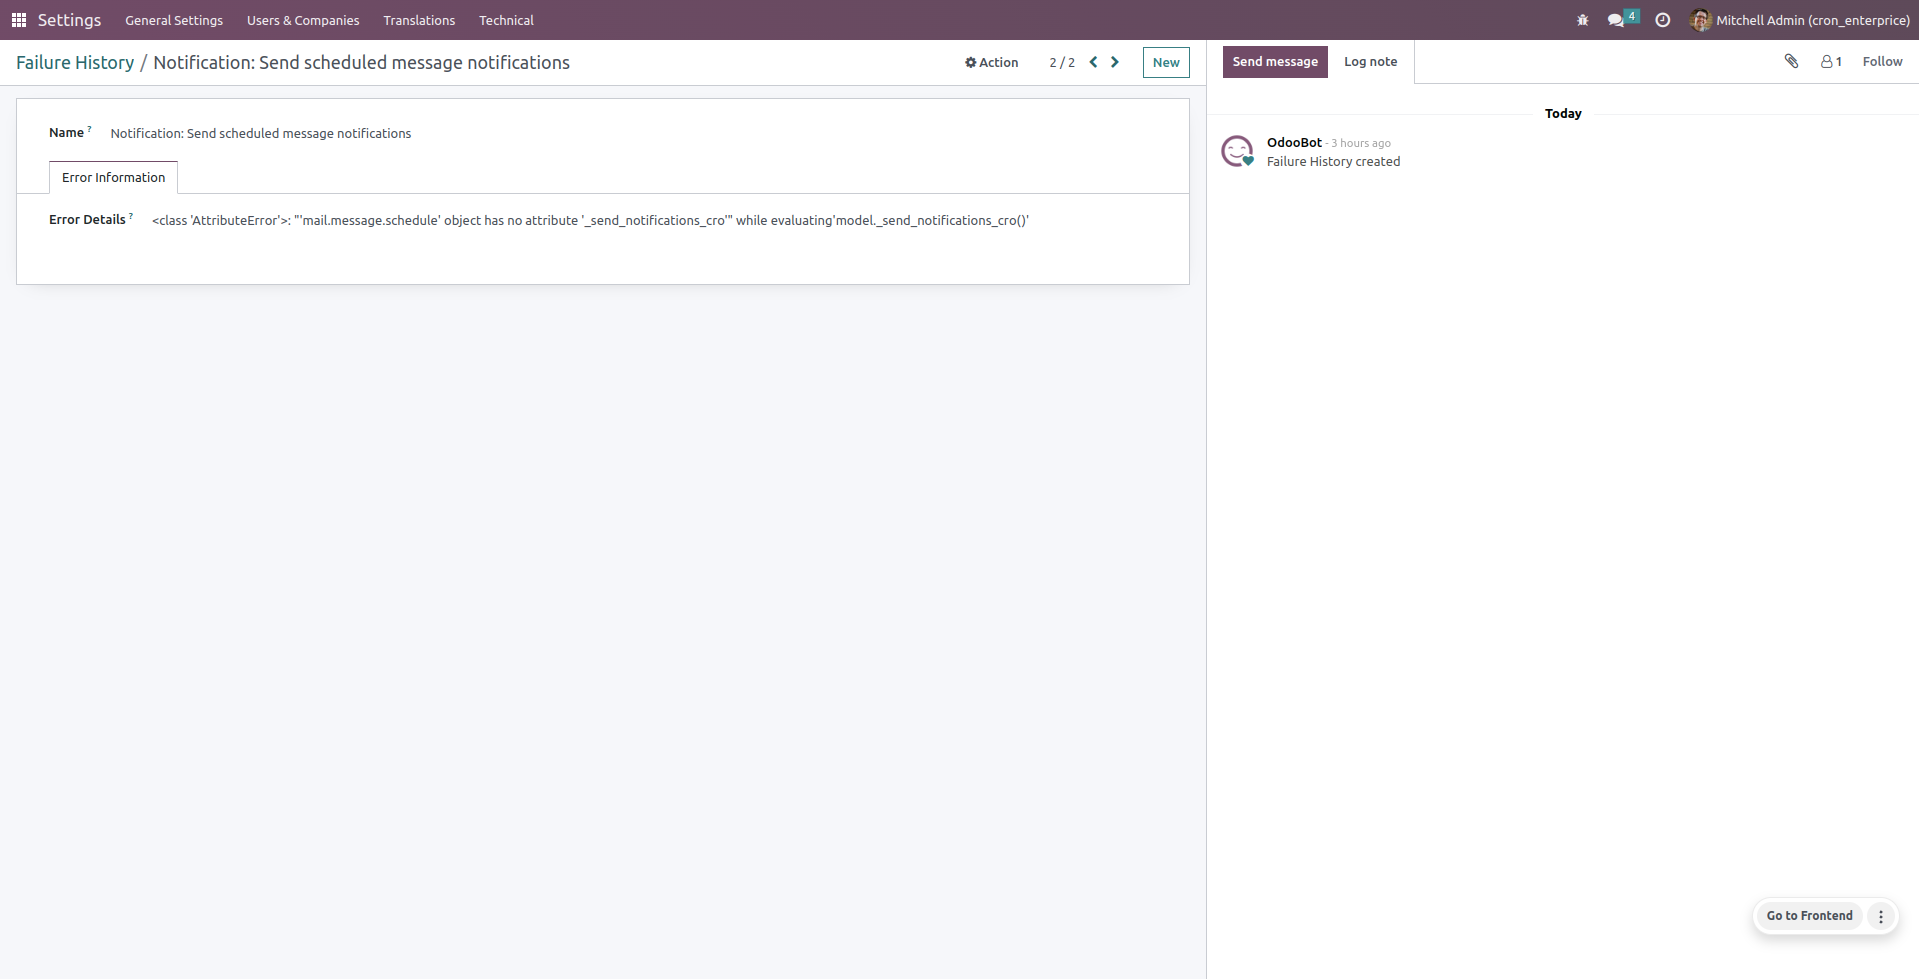 Settings General Settings Users & Companies Translations Technical 4 Mitchell Admin (cron_enterprice)
Failure History / Notification: Send scheduled message notifications Action 2 / 2 New
Send message Log note 1 Follow
Name ? Notification: Send scheduled message notifications
Error Information
Error Details ? <class 'AttributeError'>: "'mail.message.schedule' object has no attribute '_send_notifications_cro'" while evaluating'model._send_notifications_cro()'
Today
OdooBot - 3 hours ago
Failure History created
Go to Frontend